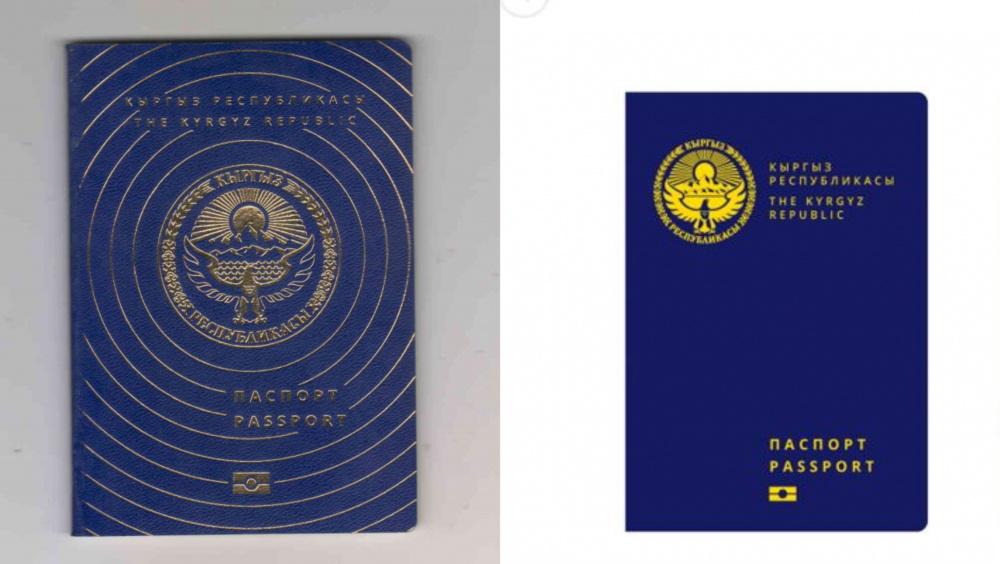 КЫРГЫЗ РЕСПУБЛИКАСЫ
THE KYRGYZ REPUBLIC
КЫРГЫЗ
РЕСПУБЛИКАСЫ
ПАСПОРТ
PASSPORT
КЫРГЫЗ
РЕСПУБЛИКАСЫ
КЫРГЫЗ
РЕСПУБЛИКАСЫ
THE KYRGYZ
REPUBLIC
ПАСПОРТ
PASSPORT